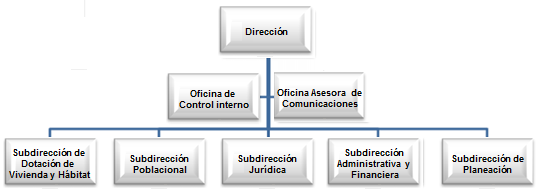 Dirección
Oficina de
Control interno
Oficina Asesora de
Comunicaciones
Subdirección de
Dotación de
Vivienda y Hábitat
Subdirección
Poblacional
Subdirección
Jurídica
Subdirección
Administrativa y
Financiera
Subdirección de
Planeación